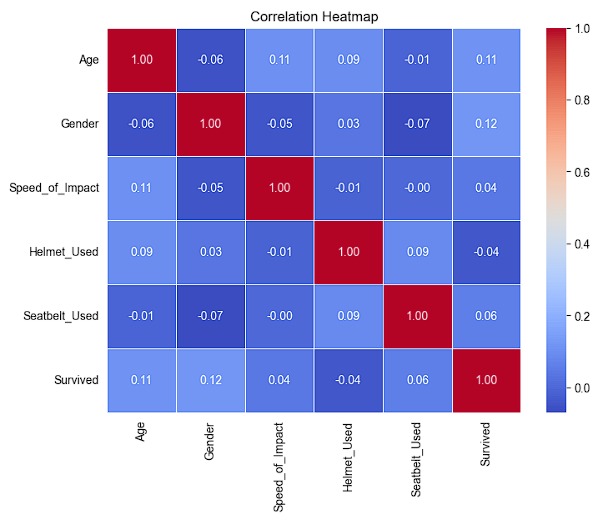 Correlation Heatmap
Age 1.00 -0.06 0.11 0.09 -0.01 0.11
Gender -0.06 1.00 -0.05 0.03 -0.07 0.12
Speed_of_Impact 0.11 -0.05 1.00 -0.01 -0.00 0.04
Helmet_Used 0.09 0.03 -0.01 1.00 0.09 -0.04
Seatbelt_Used -0.01 -0.07 -0.00 0.09 1.00 0.06
Survived 0.11 0.12 0.04 -0.04 0.06 1.00
Age Gender Speed_of_Impact Helmet_Used Seatbelt_Used Survived
1.0
0.8
0.6
0.4
0.2
0.0